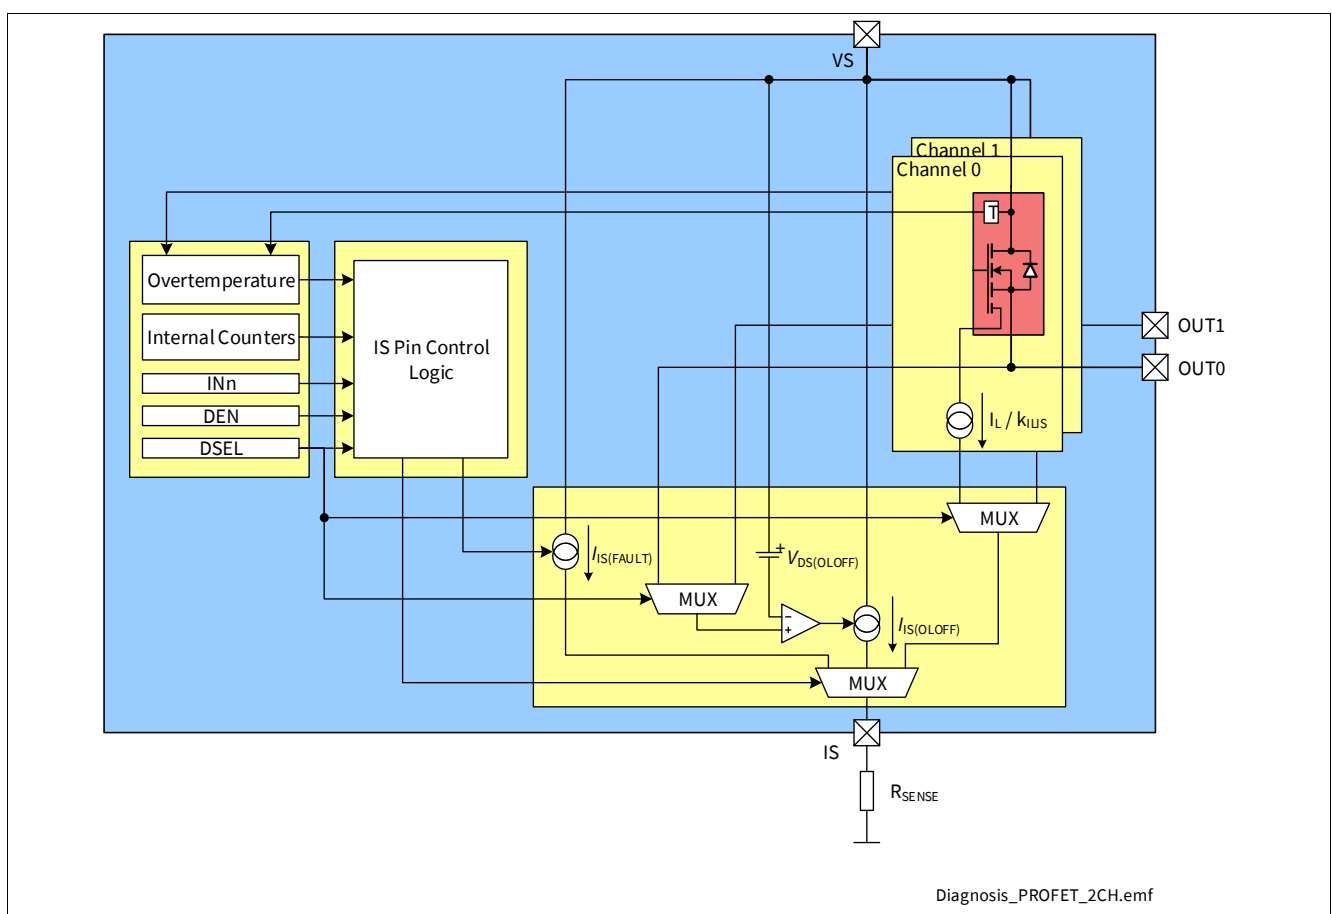 VS
Channel 1
Channel 0
T
Overtemperature
Internal Counters
INn
DEN
DSEL
IS Pin Control
Logic
OUT1
OUT0
IL / kILIS
MUX
IIS(FAULT)
+
VDS(OLOFF)
MUX
-
+
IIS(OLOFF)
MUX
IS
RSENSE
Diagnosis_PROFET_2CH.emf